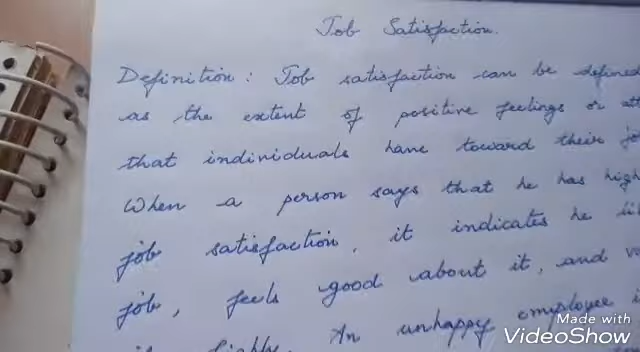 Job Satisfaction.
Definition : Job satisfaction can be defined
as the extent of positive feelings or
that individuals have toward their
When a person says that he has high
job satisfaction, it indicates he
job, feels good about it, and
highly. An unhappy employee
Made with
VideoShow